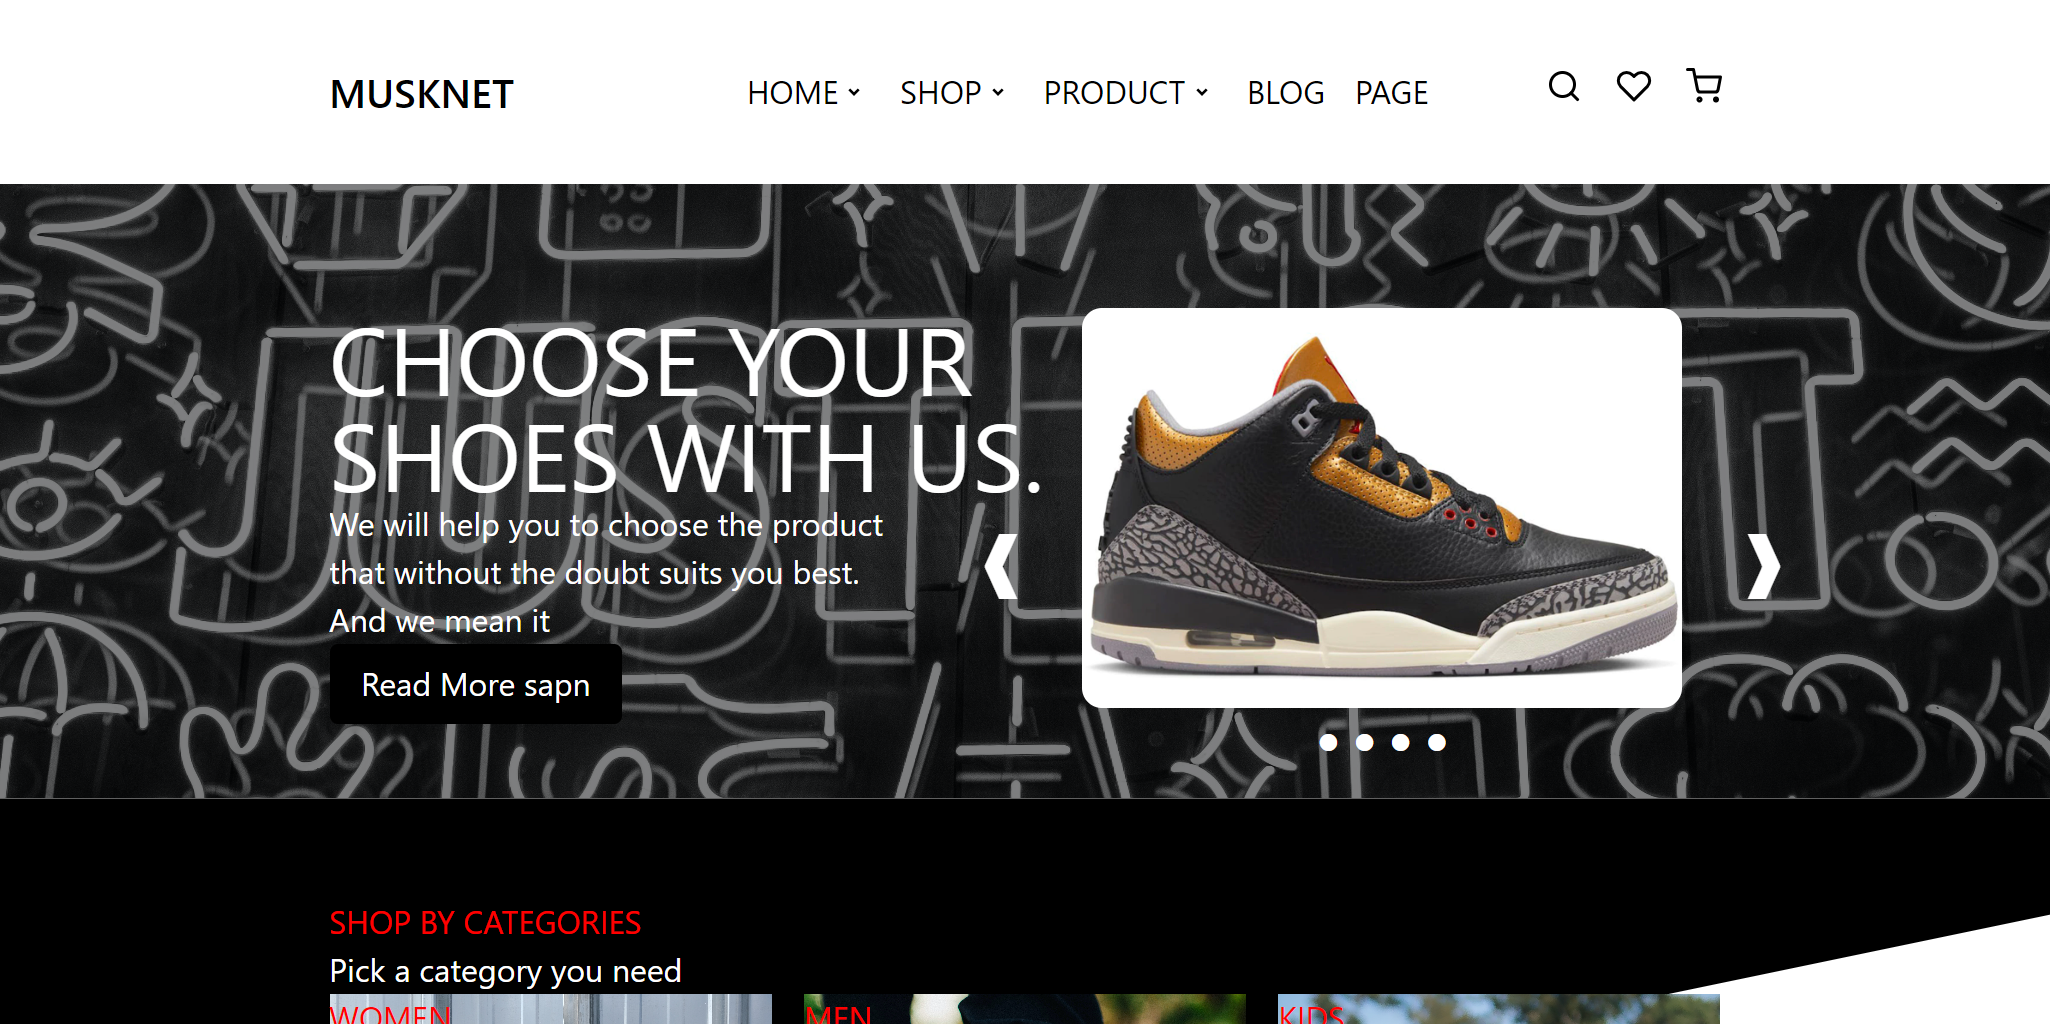 MUSKNET
HOME SHOP PRODUCT BLOG PAGE
CHOOSE YOUR
SHOES WITH US.
We will help you to choose the product
that without the doubt suits you best.
And we mean it
Read More sapn
SHOP BY CATEGORIES
Pick a category you need
WOMEN MEN KIDS